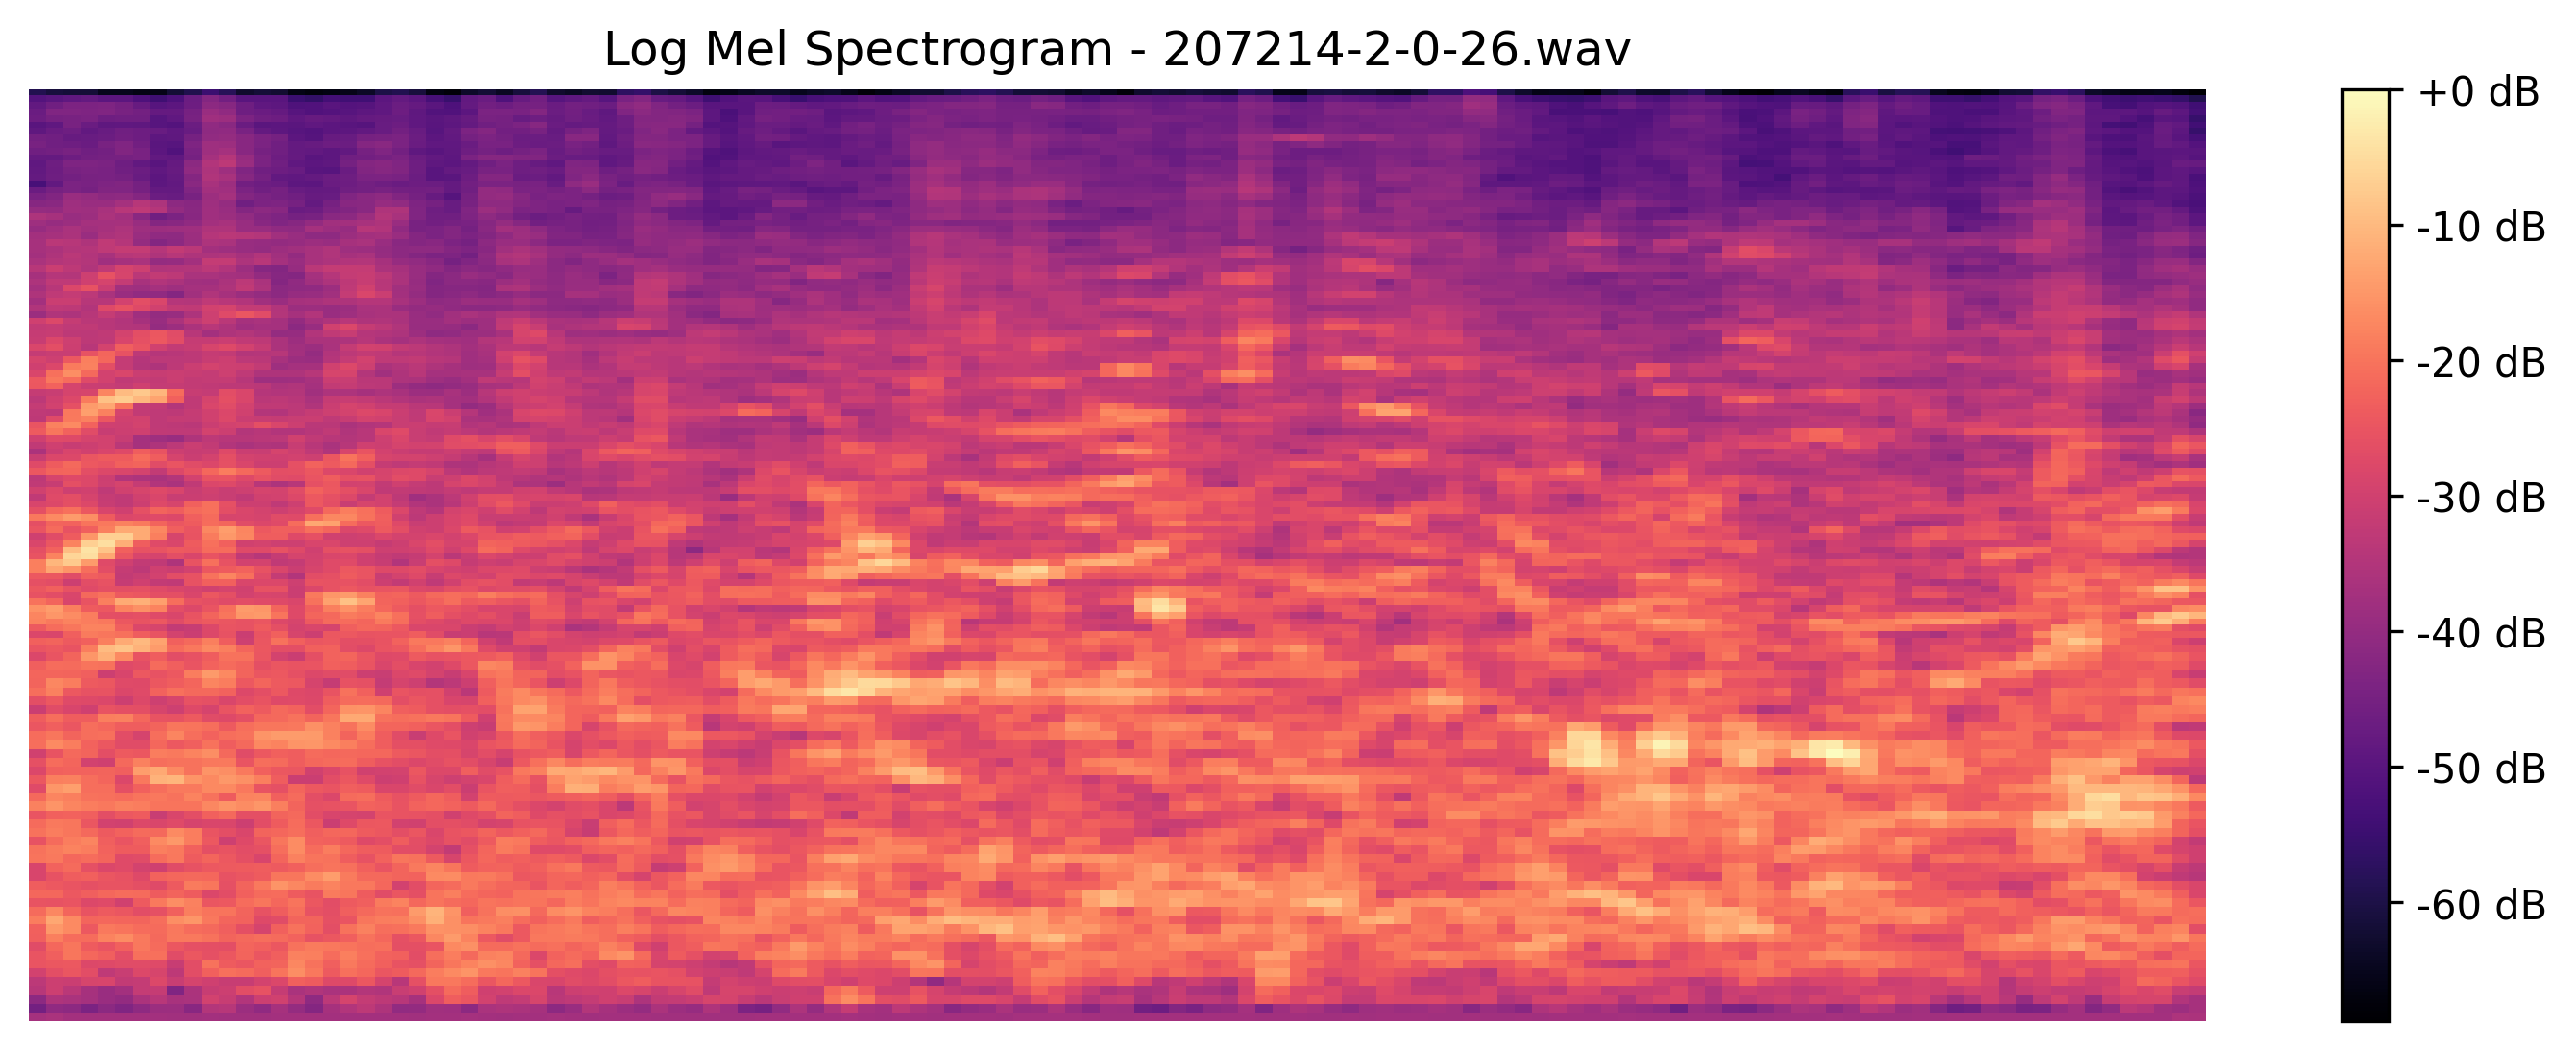 Log Mel Spectrogram - 207214-2-0-26.wav
+0 dB
-10 dB
-20 dB
-30 dB
-40 dB
-50 dB
-60 dB